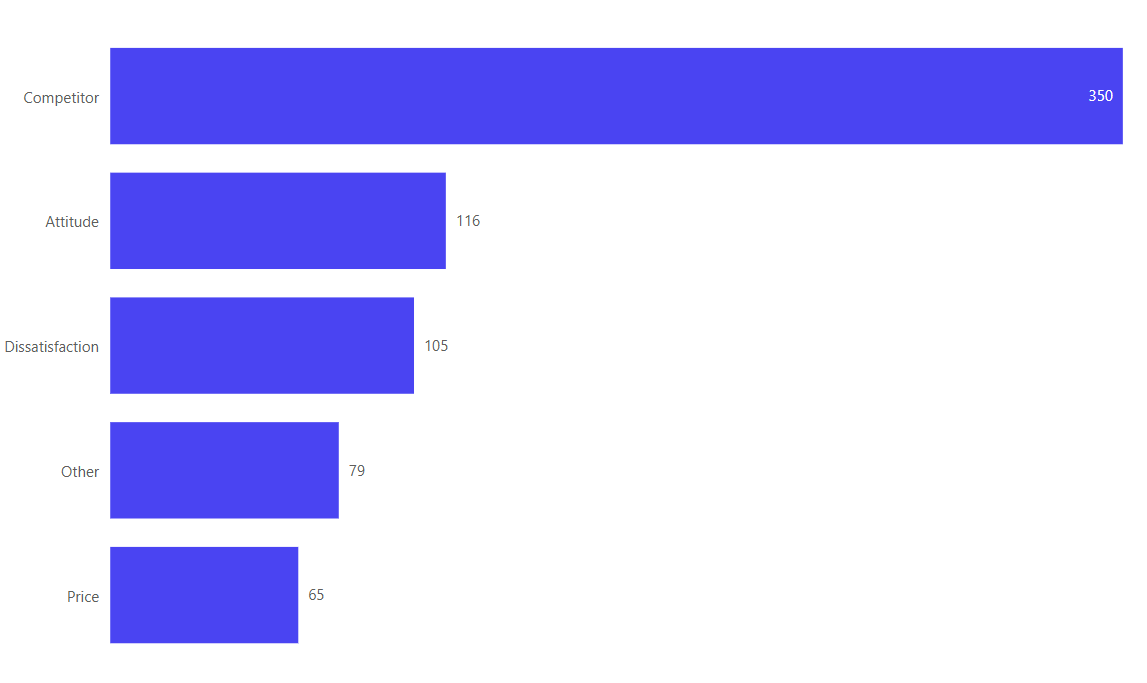 Competitor 350
Attitude 116
Dissatisfaction 105
Other 79
Price 65